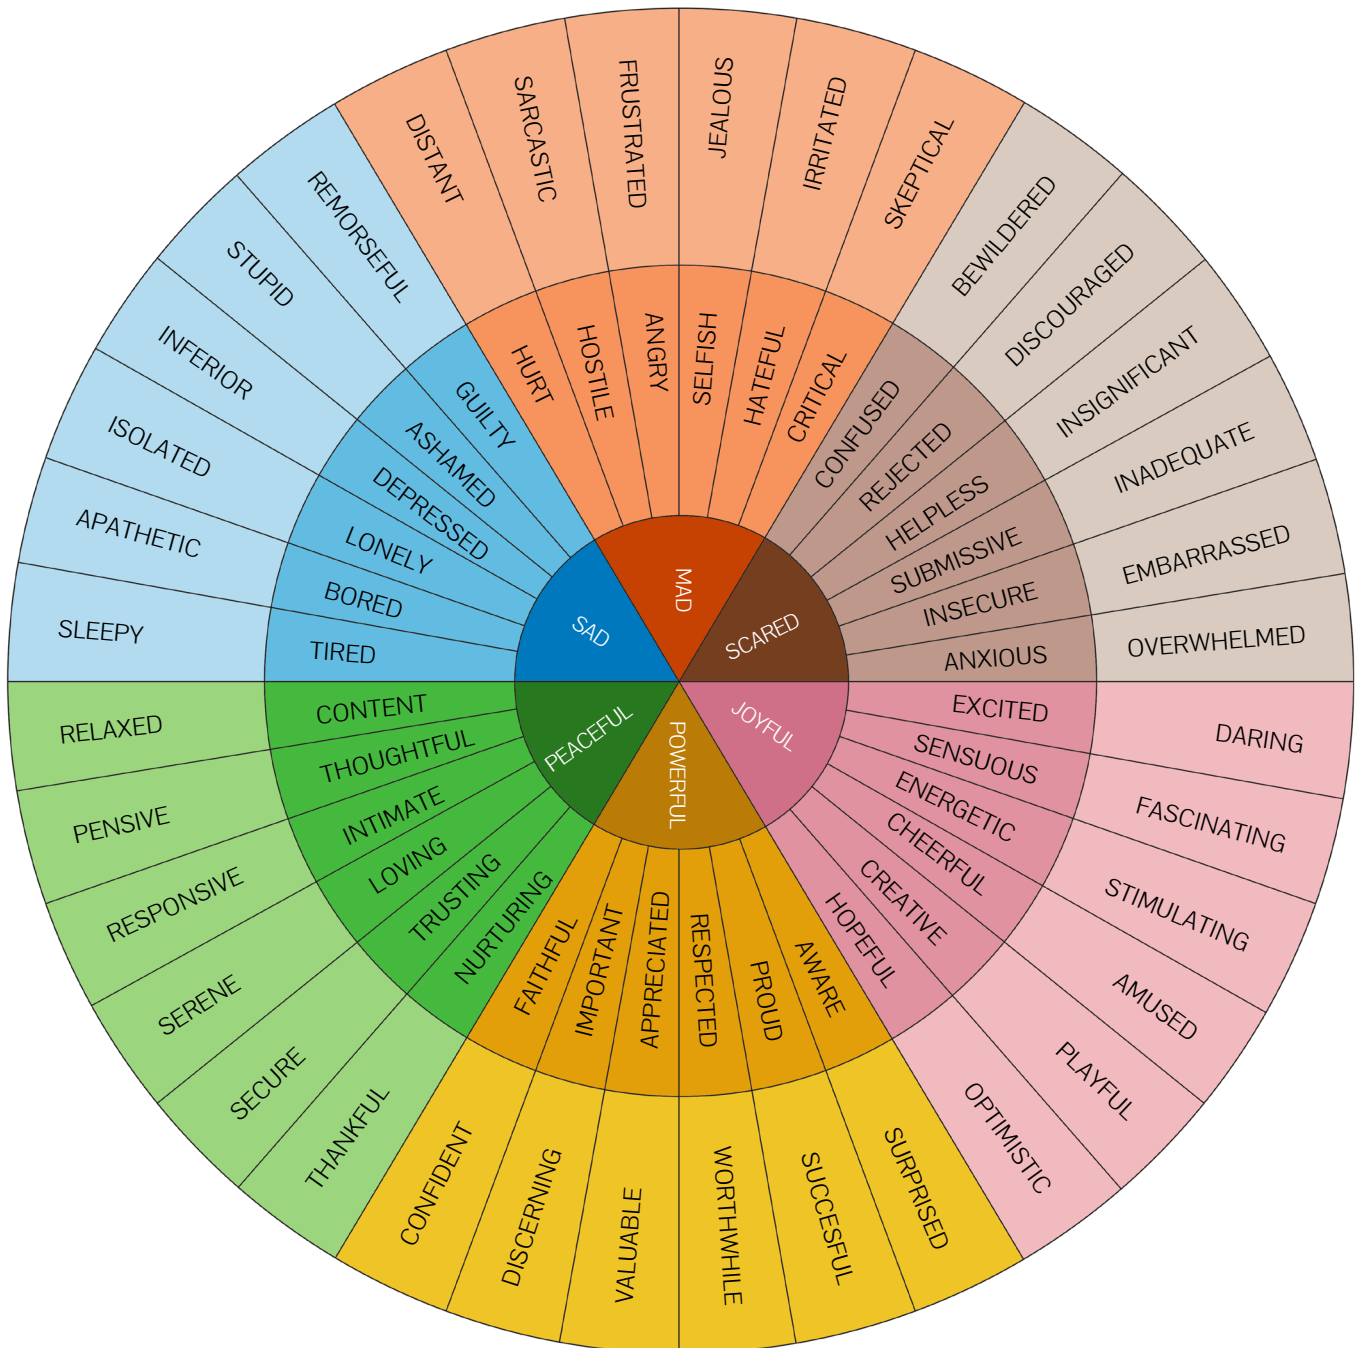 MAD
SCARED
JOYFUL
POWERFUL
PEACEFUL
SAD
HURT
HOSTILE
ANGRY
SELFISH
HATEFUL
CRITICAL
CONFUSED
REJECTED
HELPLESS
SUBMISSIVE
INSECURE
ANXIOUS
EXCITED
SENSUOUS
ENERGETIC
CHEERFUL
CREATIVE
HOPEFUL
AWARE
PROUD
RESPECTED
APPRECIATED
IMPORTANT
FAITHFUL
NURTURING
TRUSTING
LOVING
INTIMATE
THOUGHTFUL
CONTENT
TIRED
BORED
LONELY
DEPRESSED
ASHAMED
GUILTY
DISTANT
SARCASTIC
FRUSTRATED
JEALOUS
IRRITATED
SKEPTICAL
BEWILDERED
DISCOURAGED
INSIGNIFICANT
INADEQUATE
EMBARRASSED
OVERWHELMED
DARING
FASCINATING
STIMULATING
AMUSED
PLAYFUL
OPTIMISTIC
SURPRISED
SUCCESFUL
WORTHWHILE
VALUABLE
DISCERNING
CONFIDENT
THANKFUL
SECURE
SERENE
RESPONSIVE
PENSIVE
RELAXED
SLEEPY
APATHETIC
ISOLATED
INFERIOR
STUPID
REMORSEFUL